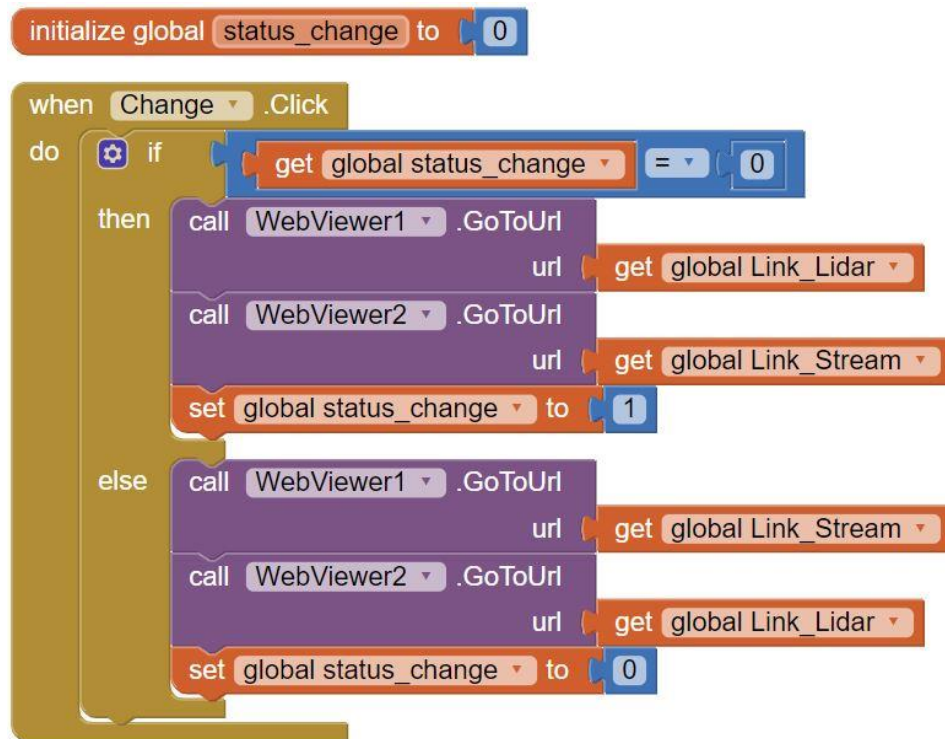 initialize global status_change to 0
when Change .Click
do if get global status_change = 0
then call WebViewer1 .GoToUrl
url get global Link_Lidar
call WebViewer2 .GoToUrl
url get global Link_Stream
set global status_change to 1
else call WebViewer1 .GoToUrl
url get global Link_Stream
call WebViewer2 .GoToUrl
url get global Link_Lidar
set global status_change to 0